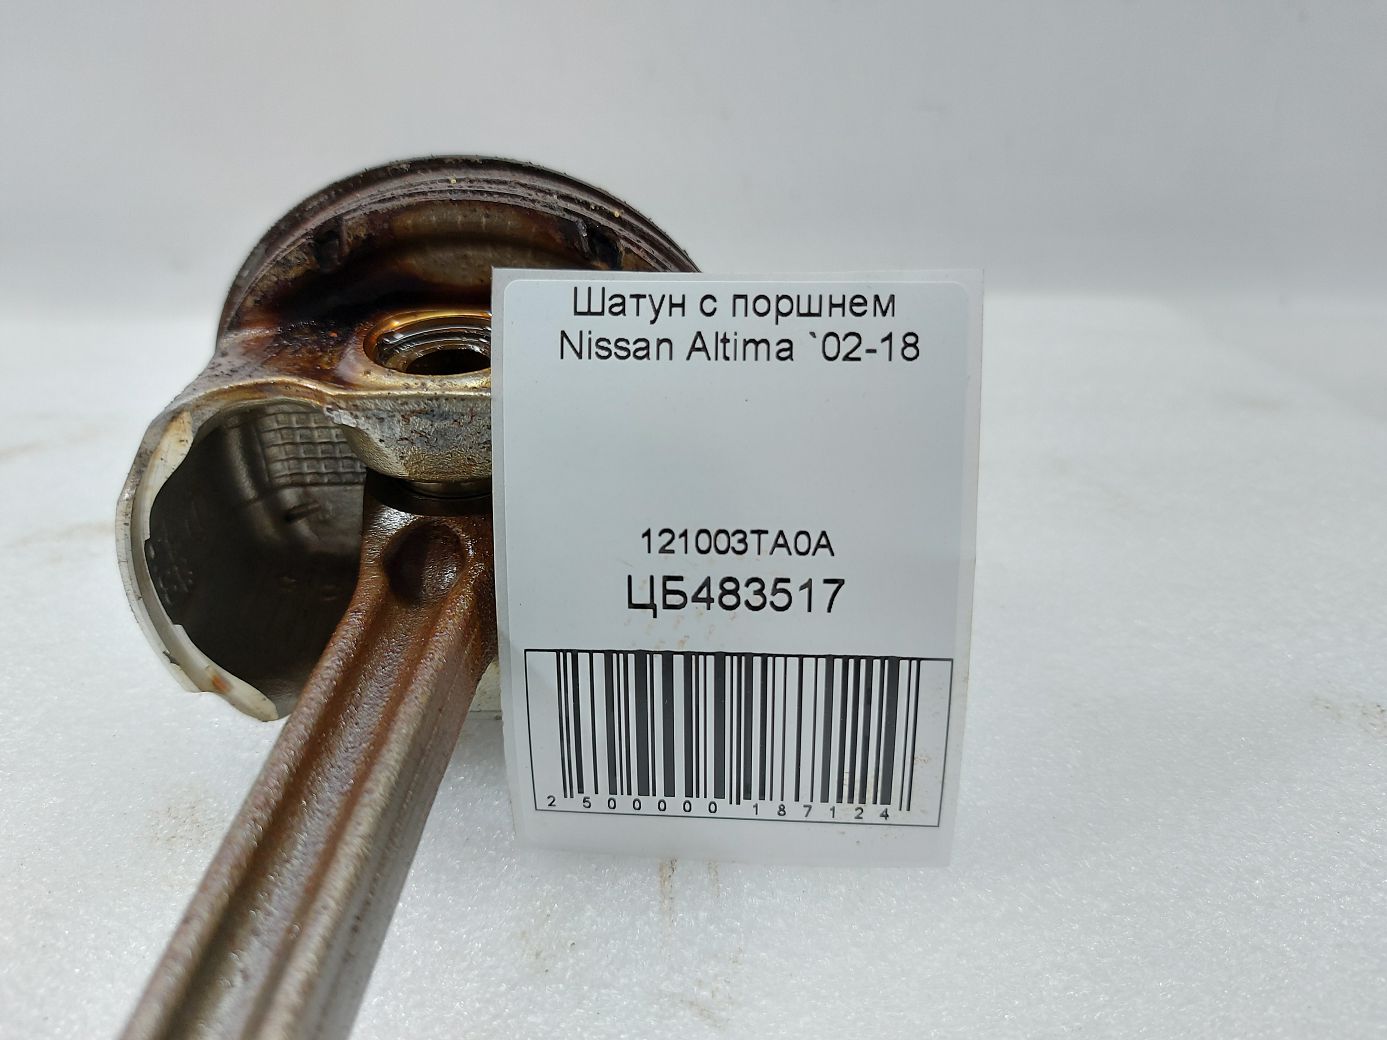 Шатун с поршнем
Nissan Altima `02-18
121003TA0A
ЦБ483517
2 500000 187124